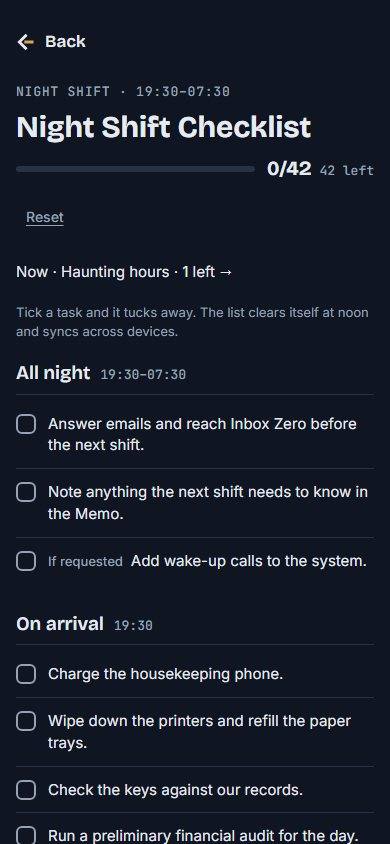 Back
NIGHT SHIFT · 19:30–07:30
Night Shift Checklist
0/42 42 left
Reset
Now · Haunting hours · 1 left →
Tick a task and it tucks away. The list clears itself at noon
and syncs across devices.
All night 19:30–07:30
Answer emails and reach Inbox Zero before
the next shift.
Note anything the next shift needs to know in
the Memo.
If requested Add wake-up calls to the system.
On arrival 19:30
Charge the housekeeping phone.
Wipe down the printers and refill the paper
trays.
Check the keys against our records.
Run a preliminary financial audit for the day.